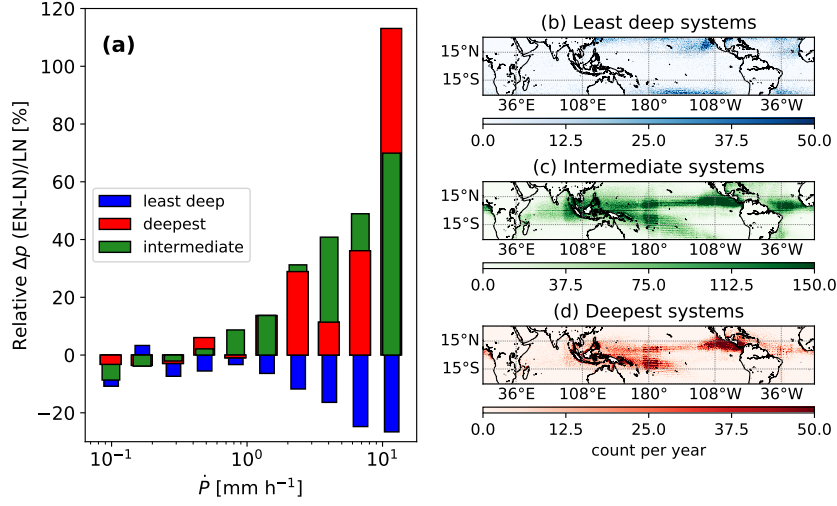 120
100
80
60
40
20
0
−20
Relative Δp (EN-LN)/LN [%]
(a)
least deep
deepest
intermediate
10⁻¹
10⁰
10¹
Ṗ [mm h⁻¹]
(b) Least deep systems
15°N
15°S
36°E 108°E 180° 108°W 36°W
0.0 12.5 25.0 37.5 50.0
(c) Intermediate systems
15°N
15°S
36°E 108°E 180° 108°W 36°W
0.0 37.5 75.0 112.5 150.0
(d) Deepest systems
15°N
15°S
36°E 108°E 180° 108°W 36°W
0.0 12.5 25.0 37.5 50.0
count per year